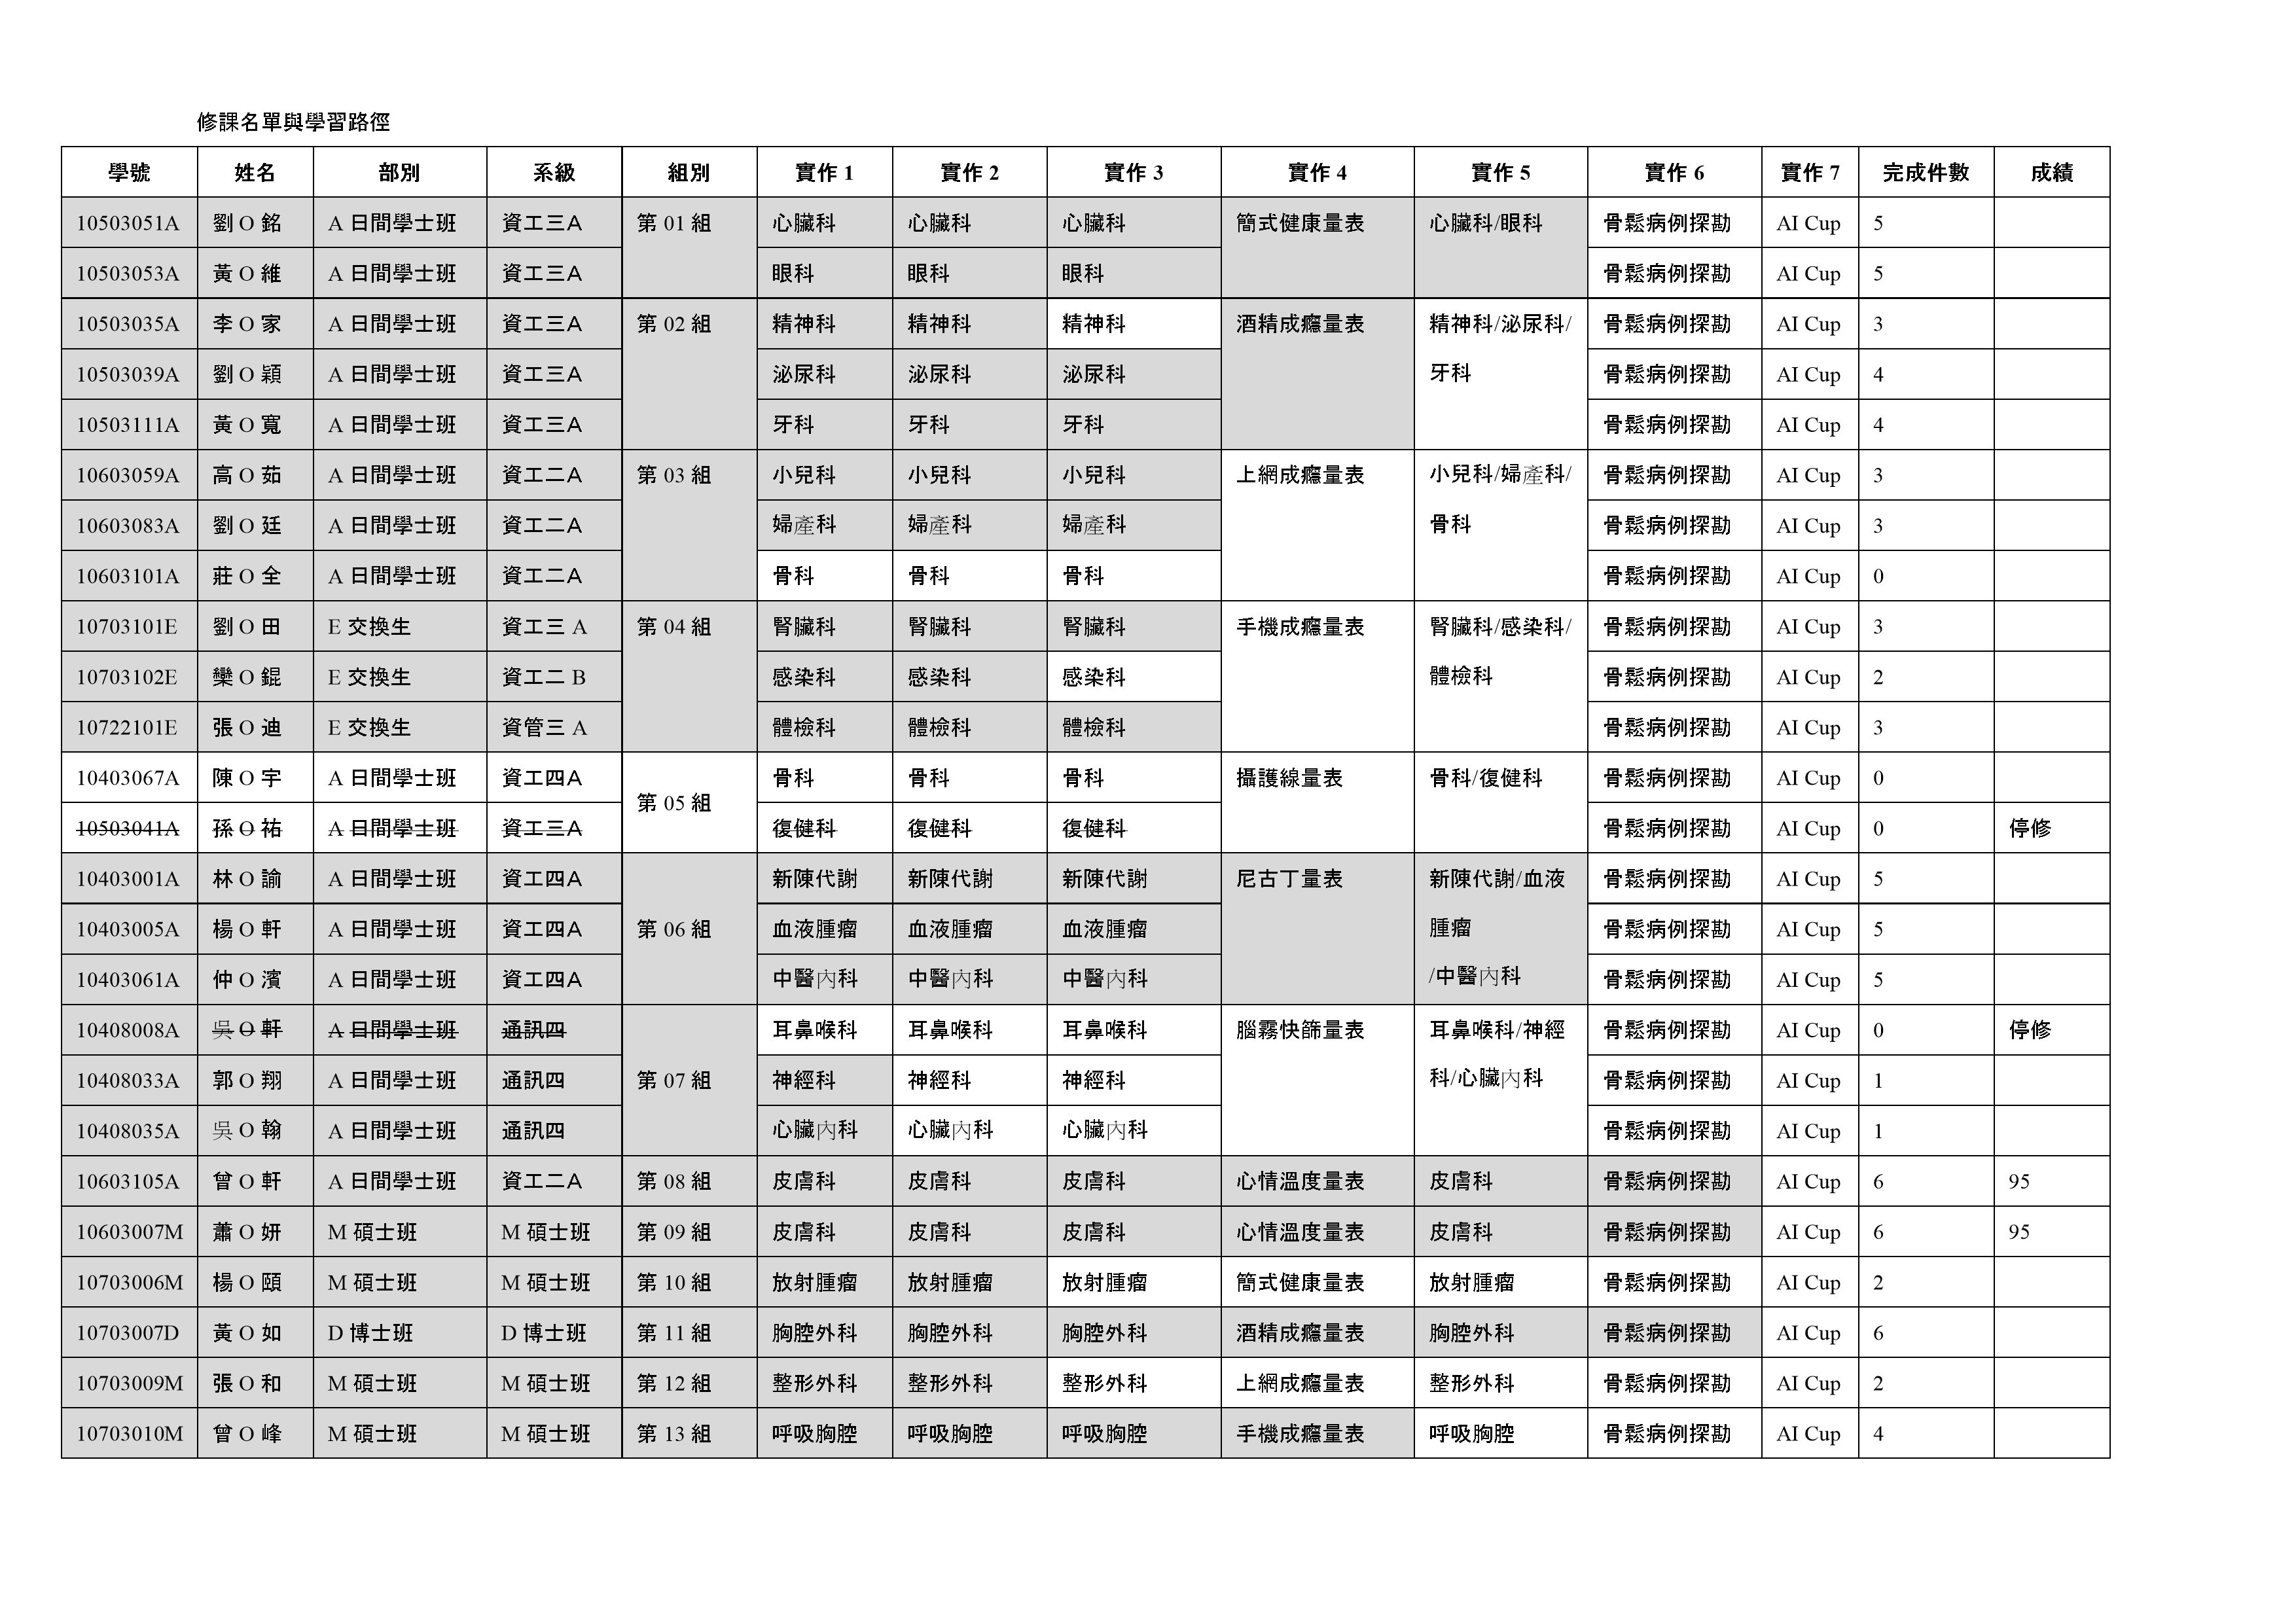 修課名單與學習路徑
學號 姓名 部別 系級 組別 實作 1 實作 2 實作 3 實作 4 實作 5 實作 6 實作 7 完成件數 成績
10503051A 劉 O 銘 A 日間學士班 資工三A 第 01 組 心臟科 心臟科 心臟科 簡式健康量表 心臟科/眼科 骨鬆病例探勘 AI Cup 5
10503053A 黃 O 維 A 日間學士班 資工三A 眼科 眼科 眼科 骨鬆病例探勘 AI Cup 5
10503035A 李 O 家 A 日間學士班 資工三A 第 02 組 精神科 精神科 精神科 酒精成癮量表 精神科/泌尿科/ 骨鬆病例探勘 AI Cup 3
10503039A 劉 O 穎 A 日間學士班 資工三A 泌尿科 泌尿科 泌尿科 牙科 骨鬆病例探勘 AI Cup 4
10503111A 黃 O 寬 A 日間學士班 資工三A 牙科 牙科 牙科 骨鬆病例探勘 AI Cup 4
10603059A 高 O 茹 A 日間學士班 資工二A 第 03 組 小兒科 小兒科 小兒科 上網成癮量表 小兒科/婦產科/ 骨鬆病例探勘 AI Cup 3
10603083A 劉 O 廷 A 日間學士班 資工二A 婦產科 婦產科 婦產科 骨科 骨鬆病例探勘 AI Cup 3
10603101A 莊 O 全 A 日間學士班 資工二A 骨科 骨科 骨科 骨鬆病例探勘 AI Cup 0
10703101E 劉 O 田 E 交換生 資工三 A 第 04 組 腎臟科 腎臟科 腎臟科 手機成癮量表 腎臟科/感染科/ 骨鬆病例探勘 AI Cup 3
10703102E 欒 O 錕 E 交換生 資工二 B 感染科 感染科 感染科 體檢科 骨鬆病例探勘 AI Cup 2
10722101E 張 O 迪 E 交換生 資管三 A 體檢科 體檢科 體檢科 骨鬆病例探勘 AI Cup 3
10403067A 陳 O 宇 A 日間學士班 資工四A 第 05 組 骨科 骨科 骨科 攝護線量表 骨科/復健科 骨鬆病例探勘 AI Cup 0
10503041A 孫 O 祐 A 日間學士班 資工三A 復健科 復健科 復健科 骨鬆病例探勘 AI Cup 0 停修
10403001A 林 O 諭 A 日間學士班 資工四A 新陳代謝 新陳代謝 新陳代謝 尼古丁量表 新陳代謝/血液 骨鬆病例探勘 AI Cup 5
10403005A 楊 O 軒 A 日間學士班 資工四A 第 06 組 血液腫瘤 血液腫瘤 血液腫瘤 腫瘤 骨鬆病例探勘 AI Cup 5
10403061A 仲 O 濱 A 日間學士班 資工四A 中醫內科 中醫內科 中醫內科 /中醫內科 骨鬆病例探勘 AI Cup 5
10408008A 吳 O 軒 A 日間學士班 通訊四 耳鼻喉科 耳鼻喉科 耳鼻喉科 腦霧快篩量表 耳鼻喉科/神經 骨鬆病例探勘 AI Cup 0 停修
10408033A 郭 O 翔 A 日間學士班 通訊四 第 07 組 神經科 神經科 神經科 科/心臟內科 骨鬆病例探勘 AI Cup 1
10408035A 吳 O 翰 A 日間學士班 通訊四 心臟內科 心臟內科 心臟內科 骨鬆病例探勘 AI Cup 1
10603105A 曾 O 軒 A 日間學士班 資工二A 第 08 組 皮膚科 皮膚科 皮膚科 心情溫度量表 皮膚科 骨鬆病例探勘 AI Cup 6 95
10603007M 蕭 O 妍 M 碩士班 M 碩士班 第 09 組 皮膚科 皮膚科 皮膚科 心情溫度量表 皮膚科 骨鬆病例探勘 AI Cup 6 95
10703006M 楊 O 頤 M 碩士班 M 碩士班 第 10 組 放射腫瘤 放射腫瘤 放射腫瘤 簡式健康量表 放射腫瘤 骨鬆病例探勘 AI Cup 2
10703007D 黃 O 如 D 博士班 D 博士班 第 11 組 胸腔外科 胸腔外科 胸腔外科 酒精成癮量表 胸腔外科 骨鬆病例探勘 AI Cup 6
10703009M 張 O 和 M 碩士班 M 碩士班 第 12 組 整形外科 整形外科 整形外科 上網成癮量表 整形外科 骨鬆病例探勘 AI Cup 2
10703010M 曾 O 峰 M 碩士班 M 碩士班 第 13 組 呼吸胸腔 呼吸胸腔 呼吸胸腔 手機成癮量表 呼吸胸腔 骨鬆病例探勘 AI Cup 4